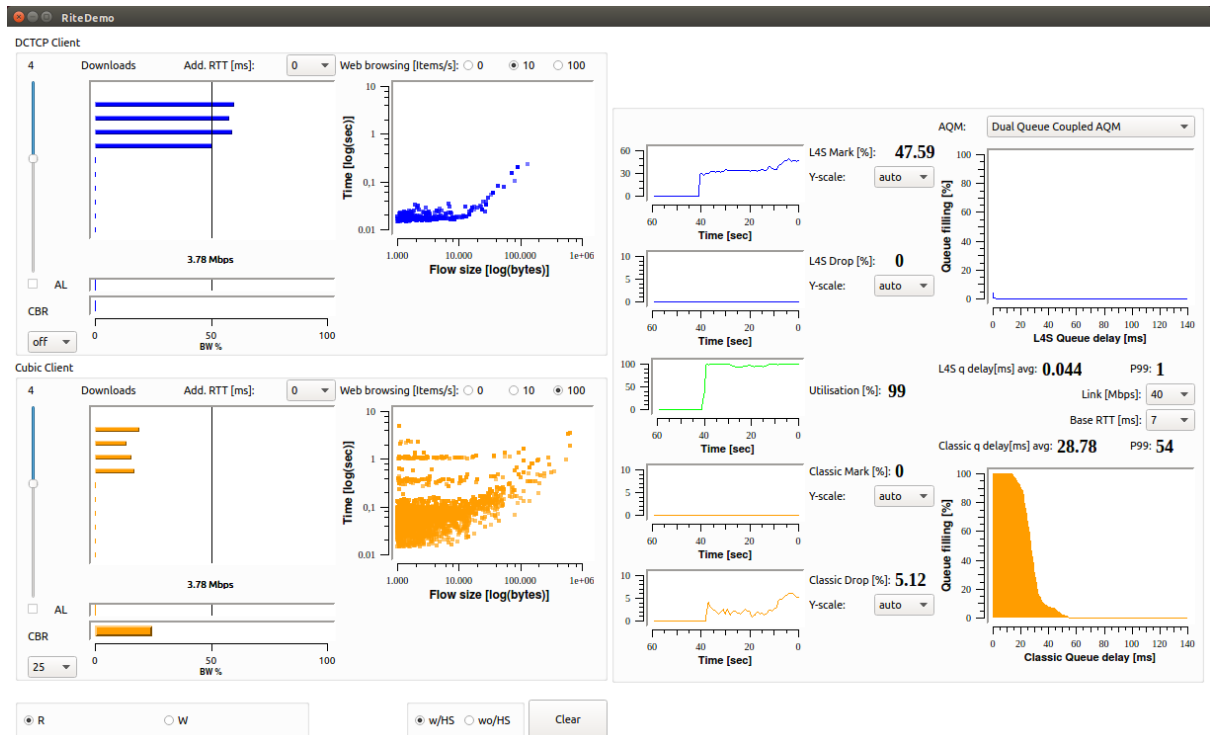 RiteDemo
DCTCP Client
4 Downloads Add. RTT [ms]: 0 Web browsing [Items/s]: 0 10 100
10
1
0,1
0.01
Time [log(sec)]
1.000 10.000 100.000 1e+06
Flow size [log(bytes)]
3.78 Mbps
AL
CBR
off
0 50 100
BW %
Cubic Client
4 Downloads Add. RTT [ms]: 0 Web browsing [Items/s]: 0 10 100
10
1
0,1
0.01
Time [log(sec)]
1.000 10.000 100.000 1e+06
Flow size [log(bytes)]
3.78 Mbps
AL
CBR
25
0 50 100
BW %
R W w/HS wo/HS Clear
AQM: Dual Queue Coupled AQM
60
30
0
60 40 20 0
Time [sec]
L4S Mark [%]: 47.59
Y-scale: auto
10
5
0
60 40 20 0
Time [sec]
L4S Drop [%]: 0
Y-scale: auto
100
50
0
60 40 20 0
Time [sec]
Utilisation [%]: 99
10
5
0
60 40 20 0
Time [sec]
Classic Mark [%]: 0
Y-scale: auto
10
5
0
60 40 20 0
Time [sec]
Classic Drop [%]: 5.12
Y-scale: auto
100
80
60
40
20
0
Queue filling [%]
0 20 40 60 80 100 120 140
L4S Queue delay [ms]
L4S q delay[ms] avg: 0.044 P99: 1
Link [Mbps]: 40
Base RTT [ms]: 7
Classic q delay[ms] avg: 28.78 P99: 54
100
80
60
40
20
0
Queue filling [%]
0 20 40 60 80 100 120 140
Classic Queue delay [ms]